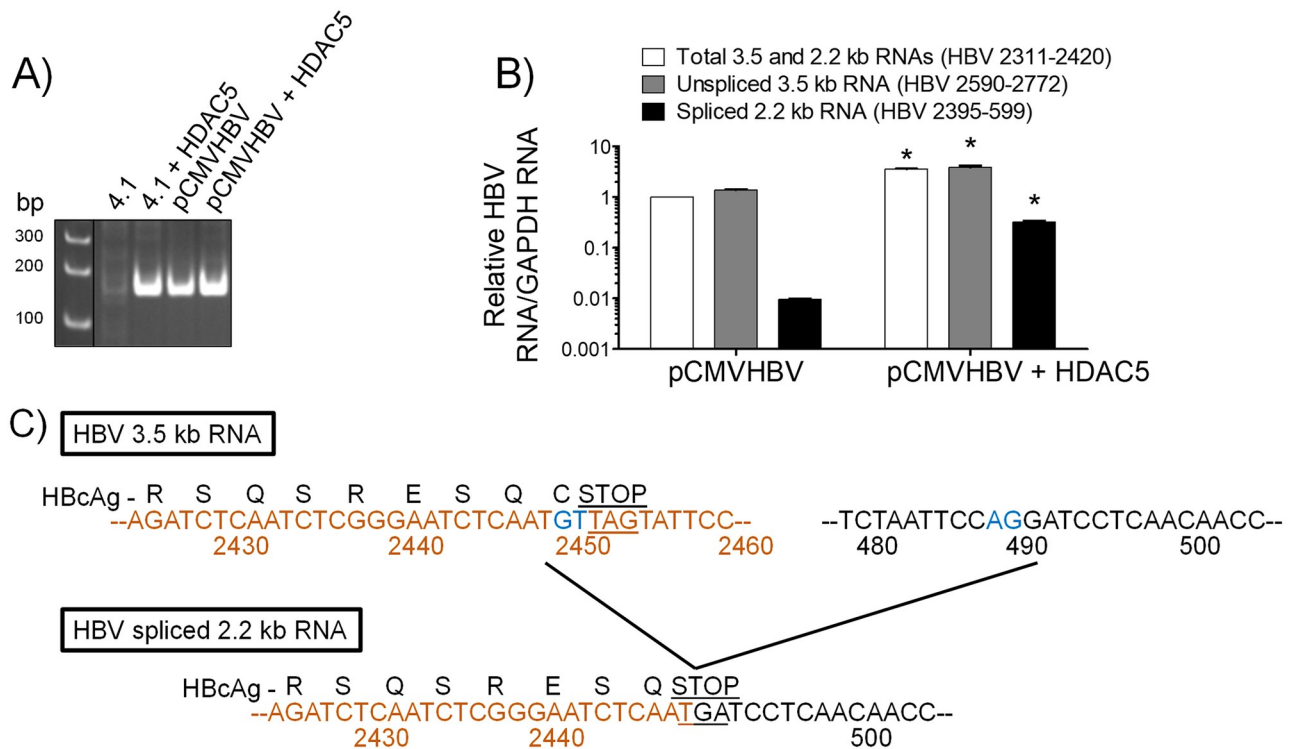 A)
4.1
4.1 + HDAC5
pCMVHBV
pCMVHBV + HDAC5
bp
300
200
100
B)
Total 3.5 and 2.2 kb RNAs (HBV 2311-2420)
Unspliced 3.5 kb RNA (HBV 2590-2772)
Spliced 2.2 kb RNA (HBV 2395-599)
Relative HBV
RNA/GAPDH RNA
10
1
0.1
0.01
0.001
* * *
pCMVHBV pCMVHBV + HDAC5
C)
HBV 3.5 kb RNA
HBcAg - R S Q S R E S Q C STOP
--AGATCTCAATCTCGGGAATCTCAATGTTAGTATTCC-- --TCTAATTCCAGGATCCTCAACAACC--
2430 2440 2450 2460 480 490 500
HBV spliced 2.2 kb RNA
HBcAg - R S Q S R E S Q STOP
--AGATCTCAATCTCGGGAATCTCAATGATCCTCAACAACC--
2430 2440 500